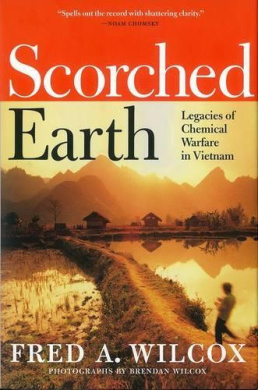 "Spells out the record with shattering clarity."
—NOAM CHOMSKY
Scorched
Earth
Legacies of
Chemical
Warfare
in Vietnam
FRED A. WILCOX
PHOTOGRAPHS BY BRENDAN WILCOX